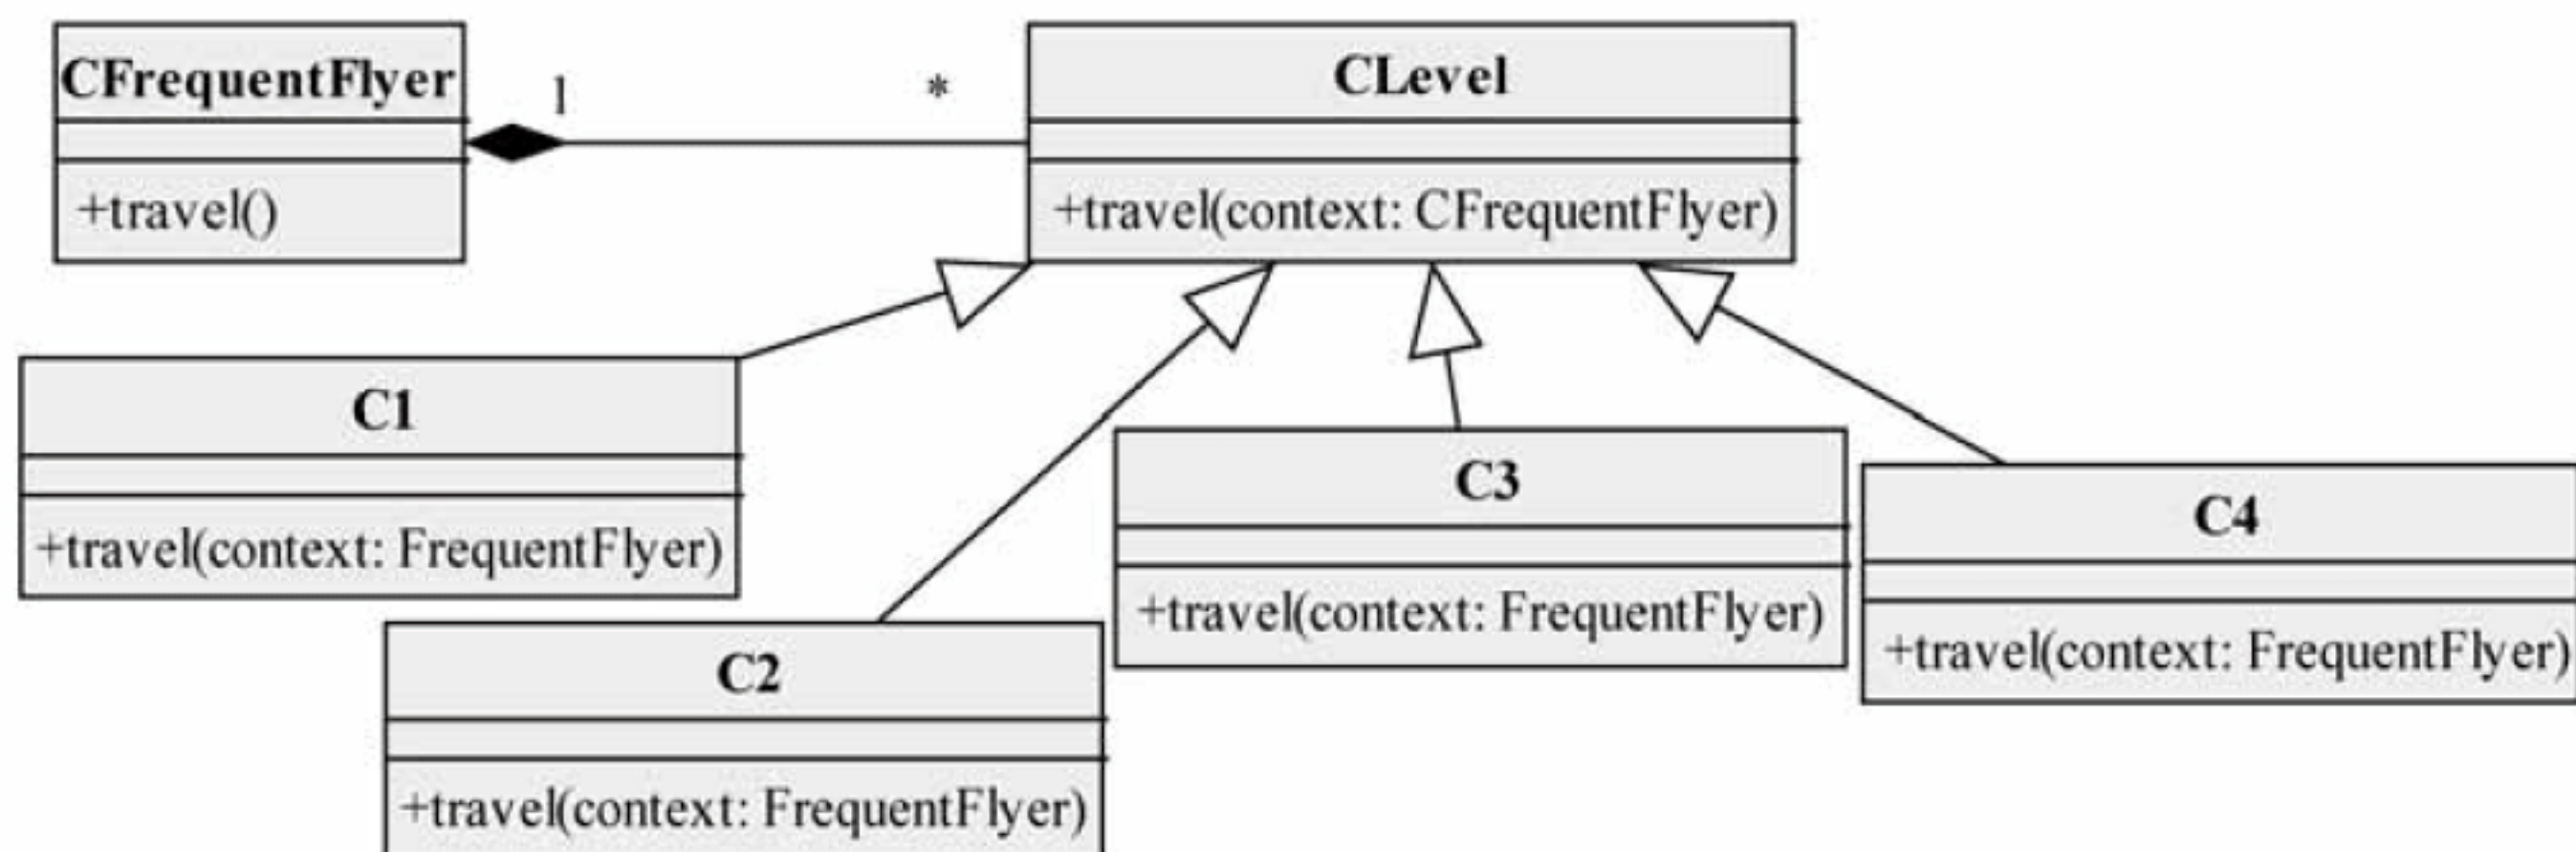 CFrequentFlyer
+travel()
1
*
CLevel
+travel(context: CFrequentFlyer)
C1
+travel(context: FrequentFlyer)
C2
+travel(context: FrequentFlyer)
C3
+travel(context: FrequentFlyer)
C4
+travel(context: FrequentFlyer)